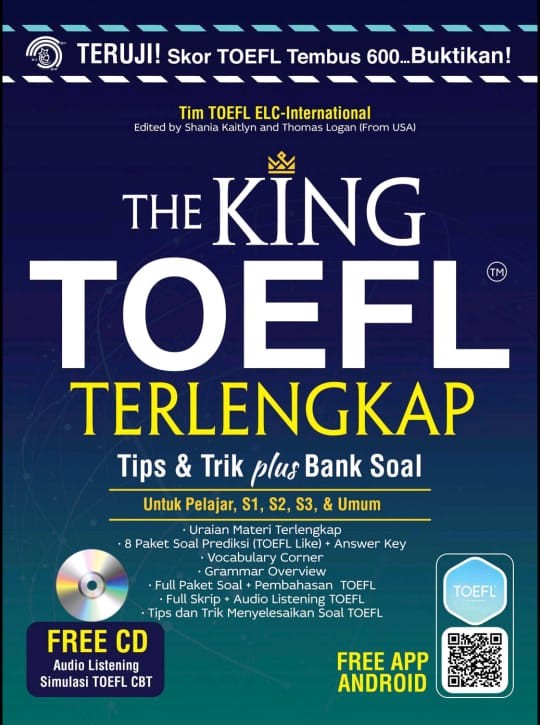 TERUJI! Skor TOEFL Tembus 600...Buktikan!
Tim TOEFL ELC-International
Edited by Shania Kaitlyn and Thomas Logan (From USA)
THE KING
TOEFL TM
TERLENGKAP
Tips & Trik plus Bank Soal
Untuk Pelajar, S1, S2, S3, & Umum
• Uraian Materi Terlengkap
• 8 Paket Soal Prediksi (TOEFL Like) + Answer Key
• Vocabulary Corner
• Grammar Overview
• Full Paket Soal + Pembahasan TOEFL
• Full Skrip + Audio Listening TOEFL
• Tips dan Trik Menyelesaikan Soal TOEFL
FREE CD
Audio Listening
Simulasi TOEFL CBT
TOEFL
FREE APP
ANDROID